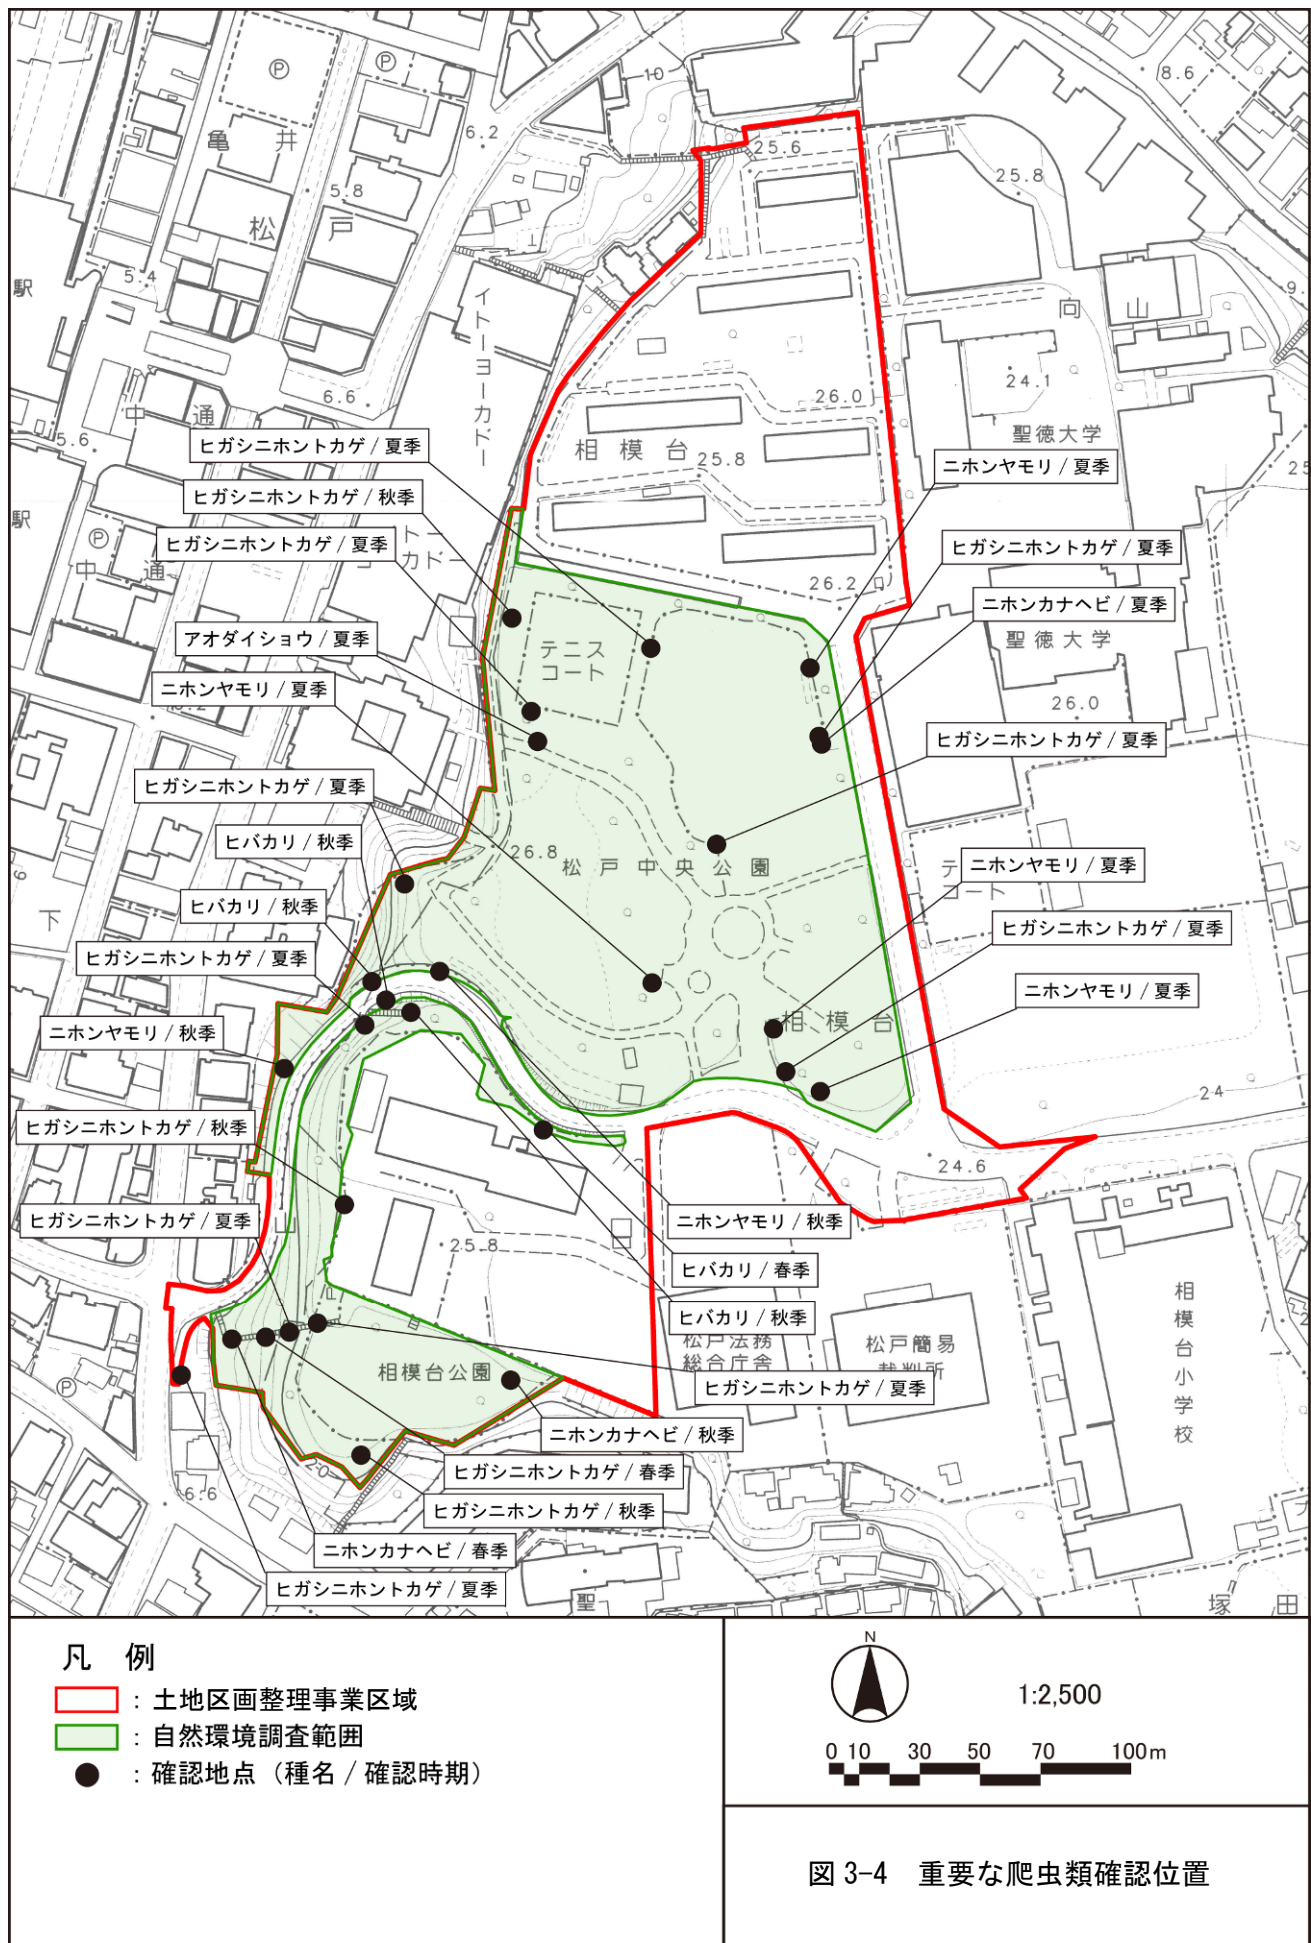 10
8.6
Ⓟ
Ⓟ
亀井
6.2
25.6
5.8
25.8
松戸
5.4
駅
イトーヨーカドー
向山
24.1
6.6
中通
26.0
5.6
聖徳大学
ヒガシニホントカゲ / 夏季
相模台
25.8
ニホンヤモリ / 夏季
ヒガシニホントカゲ / 秋季
駅
Ⓟ
ヒガシニホントカゲ / 夏季
ヒガシニホントカゲ / 夏季
中通
26.2
ニホンカナヘビ / 夏季
アオダイショウ / 夏季
テニス
コート
聖徳大学
ニホンヤモリ / 夏季
26.0
ヒガシニホントカゲ / 夏季
ヒガシニホントカゲ / 夏季
ヒバカリ / 秋季
26.8
松戸中央公園
ニホンヤモリ / 夏季
コート
ヒバカリ / 秋季
下
ヒガシニホントカゲ / 夏季
ヒガシニホントカゲ / 夏季
ニホンヤモリ / 夏季
ニホンヤモリ / 秋季
相模台
24
ヒガシニホントカゲ / 秋季
24.6
ヒガシニホントカゲ / 夏季
ニホンヤモリ / 秋季
25.8
ヒバカリ / 春季
ヒバカリ / 秋季
相模台小学校
松戸法務
総合庁舎
松戸簡易
裁判所
相模台公園
ヒガシニホントカゲ / 夏季
Ⓟ
ニホンカナヘビ / 秋季
20
ヒガシニホントカゲ / 春季
6.6
ヒガシニホントカゲ / 秋季
ニホンカナヘビ / 春季
ヒガシニホントカゲ / 夏季
聖
塚田
凡 例
：土地区画整理事業区域
：自然環境調査範囲
：確認地点（種名 / 確認時期）
N
1:2,500
0 10 30 50 70 100m
図 3-4 重要な爬虫類確認位置